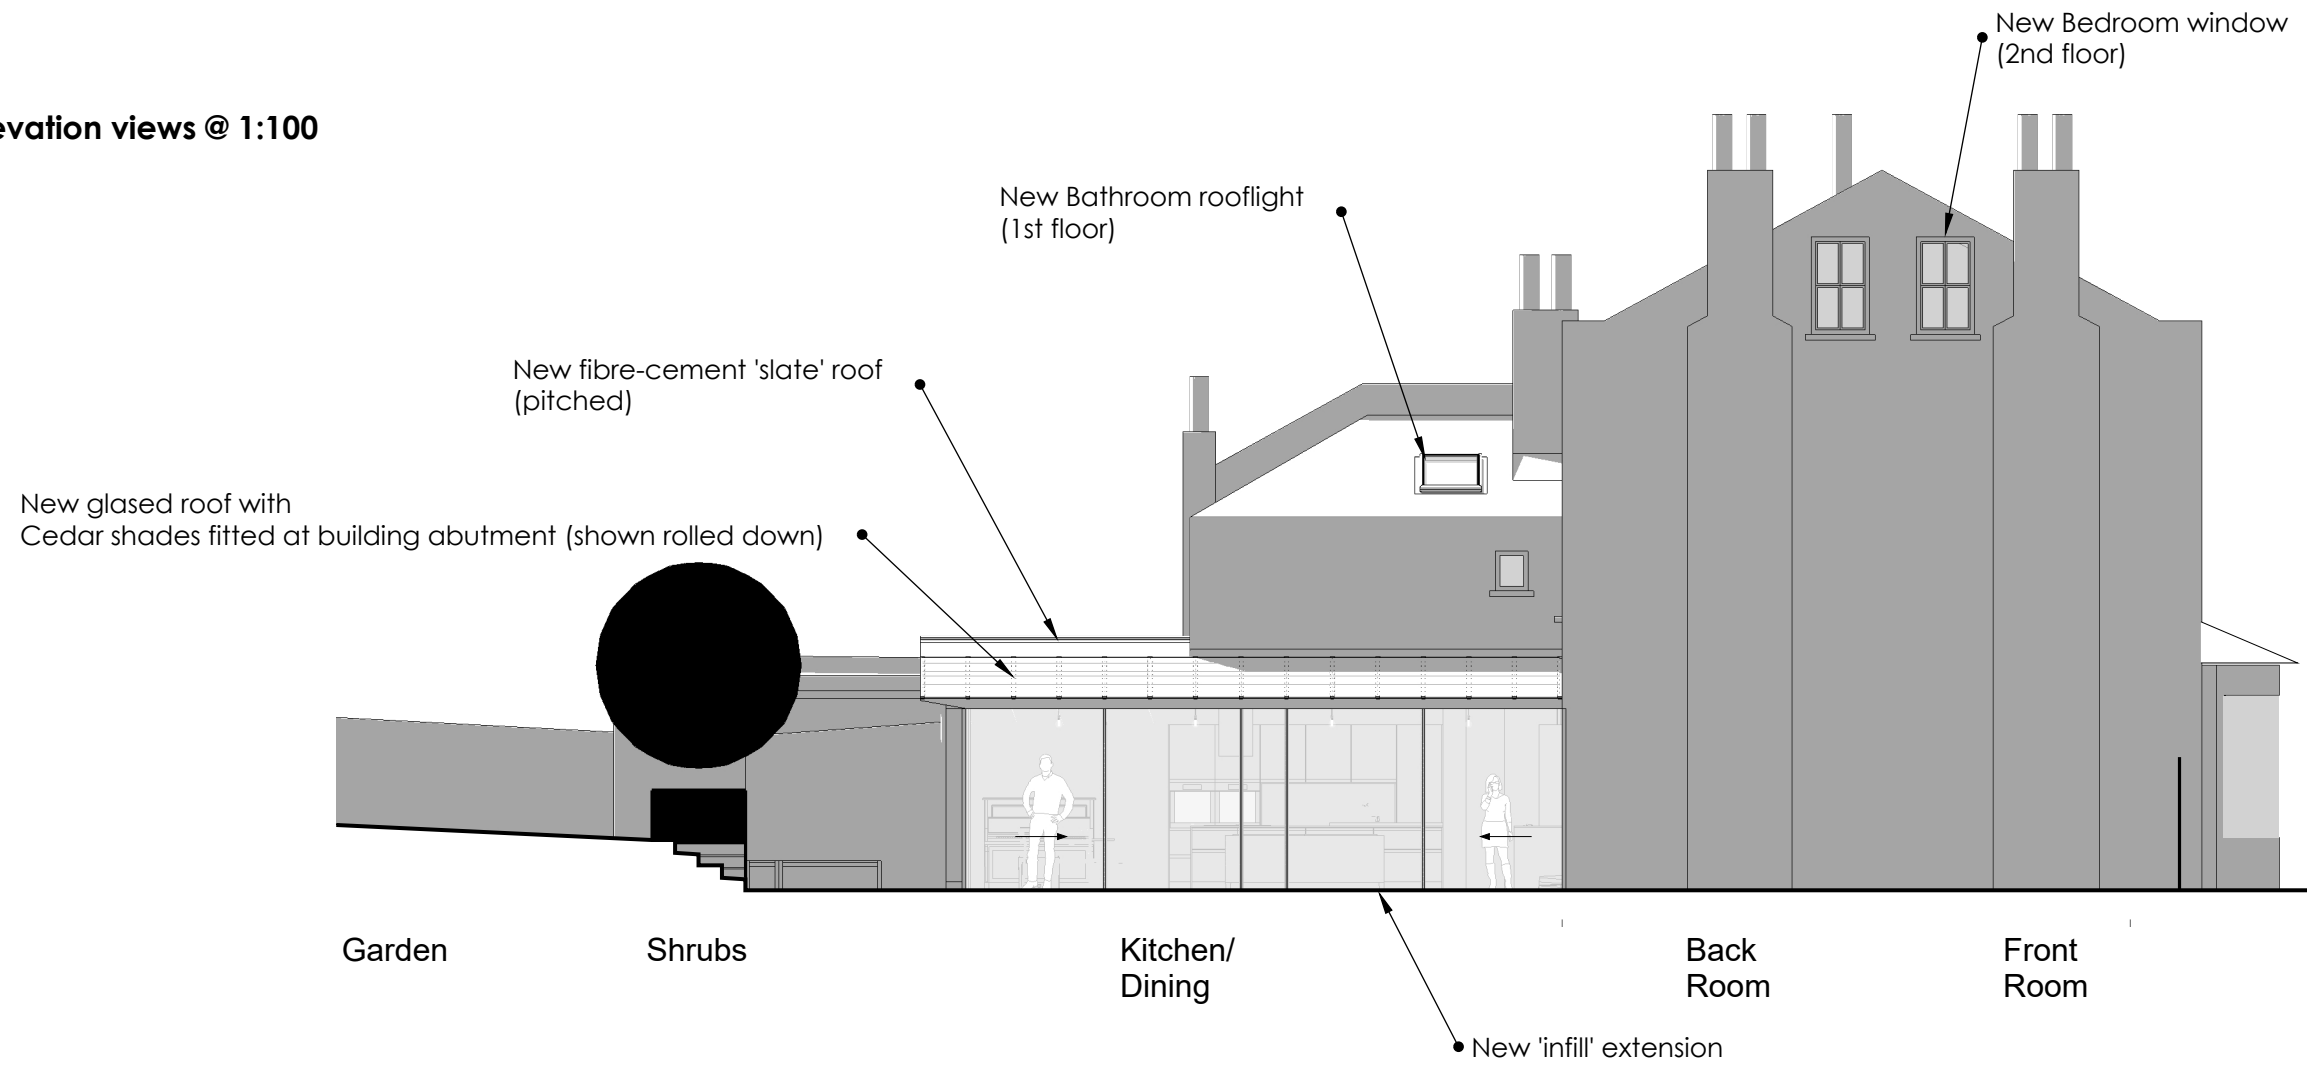 New Bedroom window
(2nd floor)
evation views @ 1:100
New Bathroom rooflight
(1st floor)
New fibre-cement 'slate' roof
(pitched)
New glased roof with
Cedar shades fitted at building abutment (shown rolled down)
Garden
Shrubs
Kitchen/
Dining
Back
Room
Front
Room
New 'infill' extension